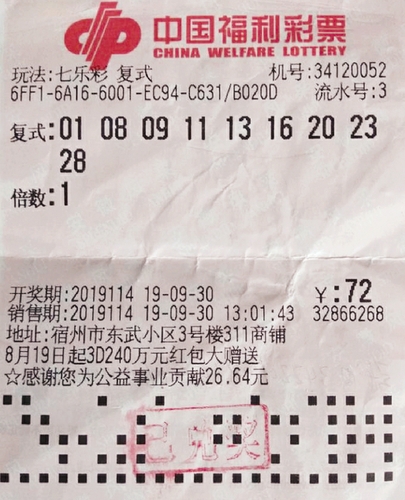 中国福利彩票
CHINA WELFARE LOTTERY
玩法:七乐彩 复式 机号:34120052
6FF1-6A16-6001-EC94-C631/B020D 流水号:3
复式:01 08 09 11 13 16 20 23
28
倍数:1
开奖期:2019114 19-09-30 ¥:72
销售期:2019114 19-09-30 13:01:43 32866268
地址:宿州市东武小区3号楼311商铺
8月19日起3D240万元红包大赠送
☆感谢您为公益事业贡献26.64元
已兑奖